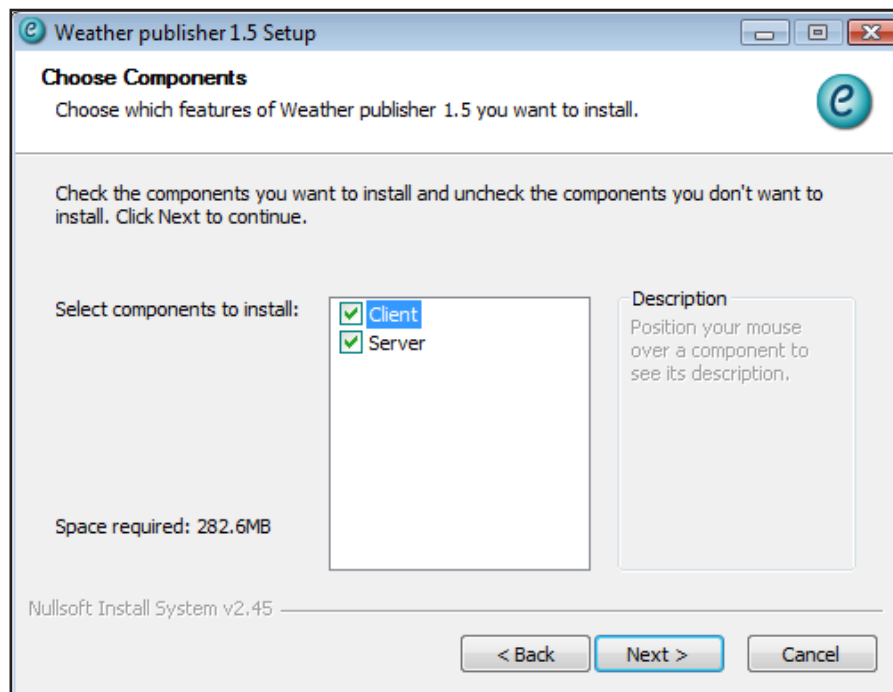 Weather publisher 1.5 Setup
Choose Components
Choose which features of Weather publisher 1.5 you want to install.
e
Check the components you want to install and uncheck the components you don't want to
install. Click Next to continue.
Select components to install:
Client
Server
Description
Position your mouse
over a component to
see its description.
Space required: 282.6MB
Nullsoft Install System v2.45
< Back
Next >
Cancel